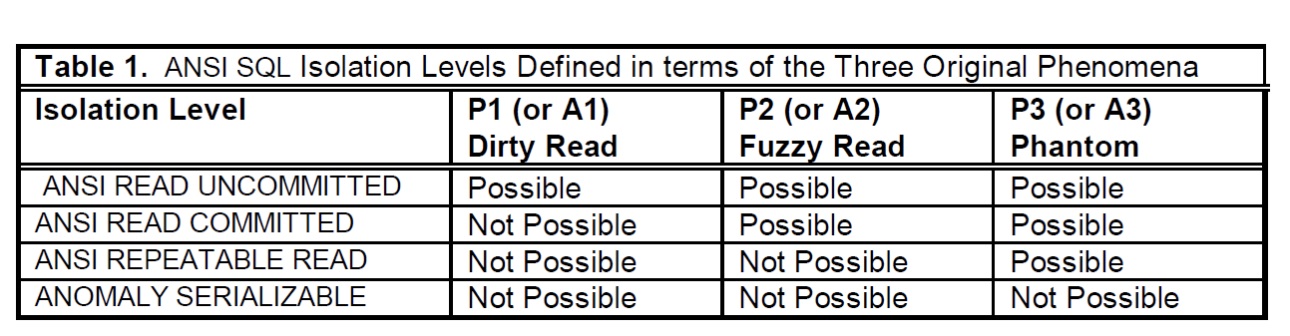 Table 1. ANSI SQL Isolation Levels Defined in terms of the Three Original Phenomena
Isolation Level P1 (or A1) Dirty Read P2 (or A2) Fuzzy Read P3 (or A3) Phantom
ANSI READ UNCOMMITTED Possible Possible Possible
ANSI READ COMMITTED Not Possible Possible Possible
ANSI REPEATABLE READ Not Possible Not Possible Possible
ANOMALY SERIALIZABLE Not Possible Not Possible Not Possible